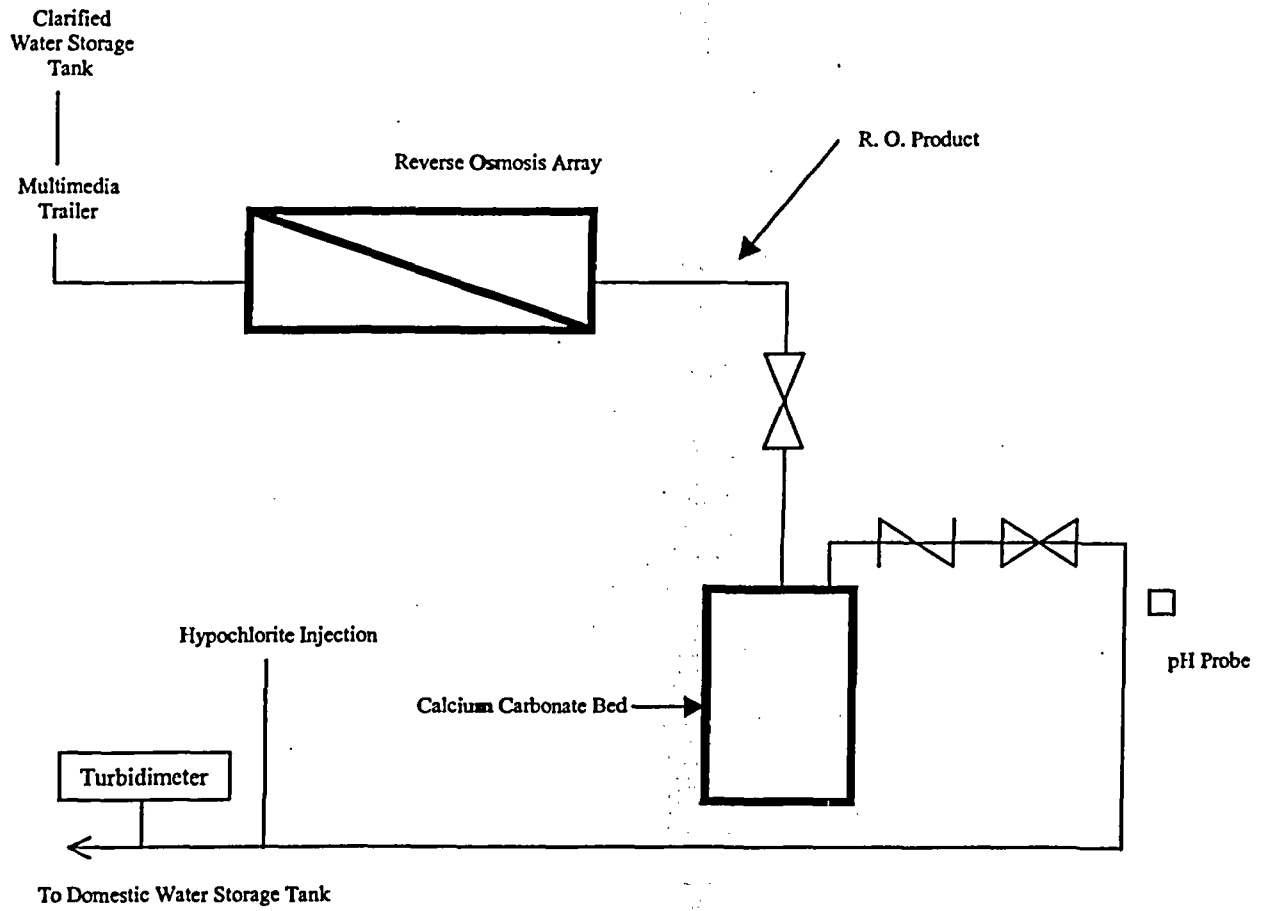 Clarified
Water Storage
Tank
R. O. Product
Reverse Osmosis Array
Multimedia
Trailer
pH Probe
Hypochlorite Injection
Calcium Carbonate Bed
Turbidimeter
To Domestic Water Storage Tank